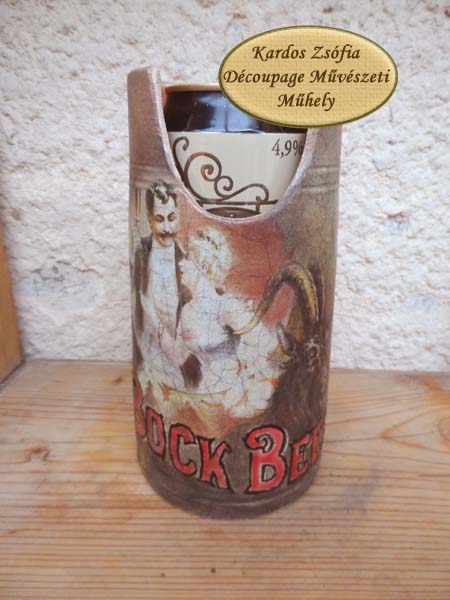 Kardos Zsófia
Découpage Művészeti
Műhely
4,9%
BOCK BEE